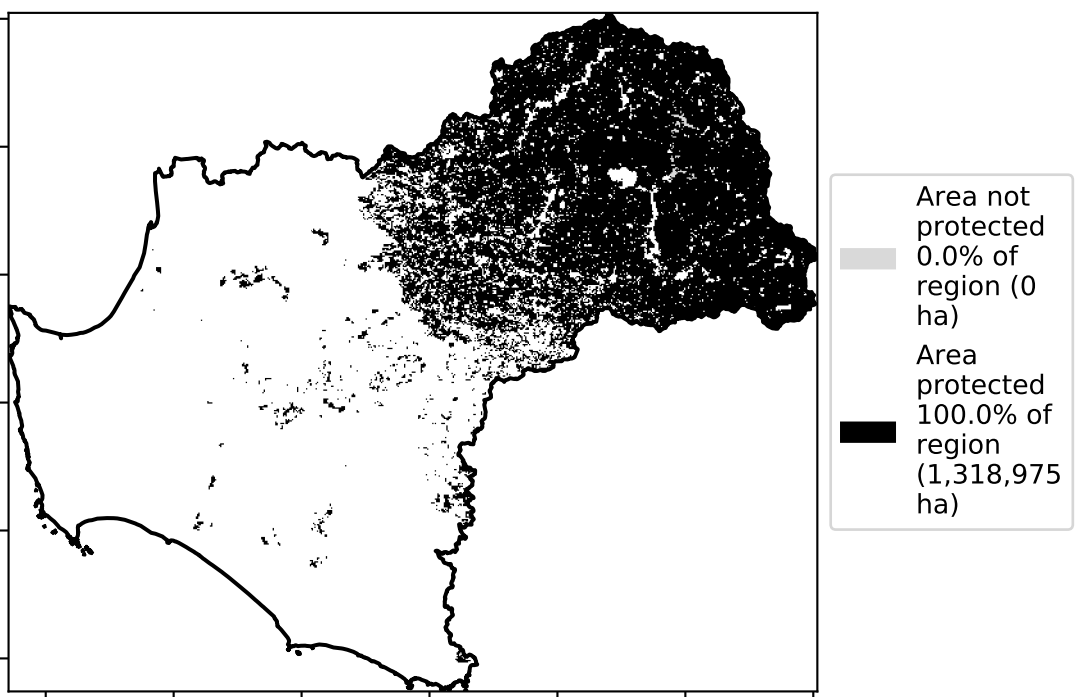 Area not
protected
0.0% of
region (0
ha)
Area
protected
100.0% of
region
(1,318,975
ha)